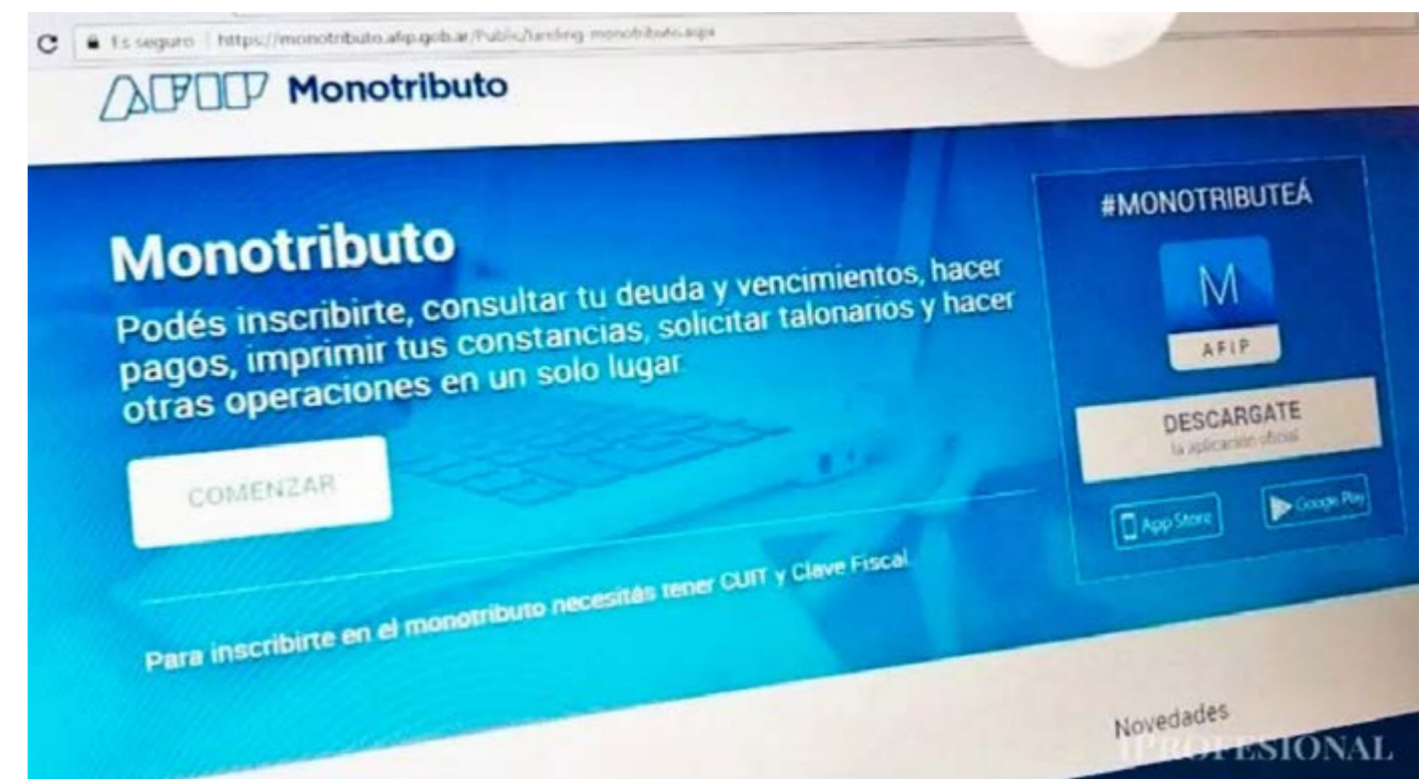 Es seguro https://monotributo.afip.gob.ar/Public/landing-monotributo.aspx
AFIP Monotributo
Monotributo
Podés inscribirte, consultar tu deuda y vencimientos, hacer
pagos, imprimir tus constancias, solicitar talonarios y hacer
otras operaciones en un solo lugar.
COMENZAR
Para inscribirte en el monotributo necesitás tener CUIT y Clave Fiscal.
#MONOTRIBUTEÁ
M
AFIP
DESCARGATE
la aplicación oficial
App Store
Google Play
Novedades
IPROFESIONAL